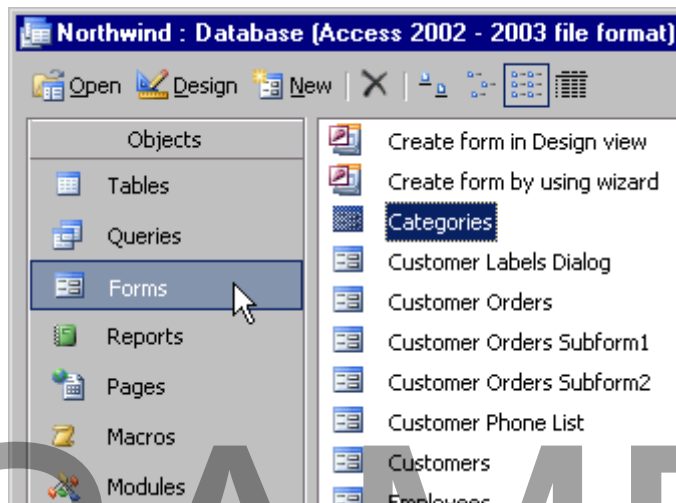 Northwind : Database (Access 2002 - 2003 file format)
Open Design New
Objects
Tables
Queries
Forms
Reports
Pages
Macros
Modules
Create form in Design view
Create form by using wizard
Categories
Customer Labels Dialog
Customer Orders
Customer Orders Subform1
Customer Orders Subform2
Customer Phone List
Customers
Employees